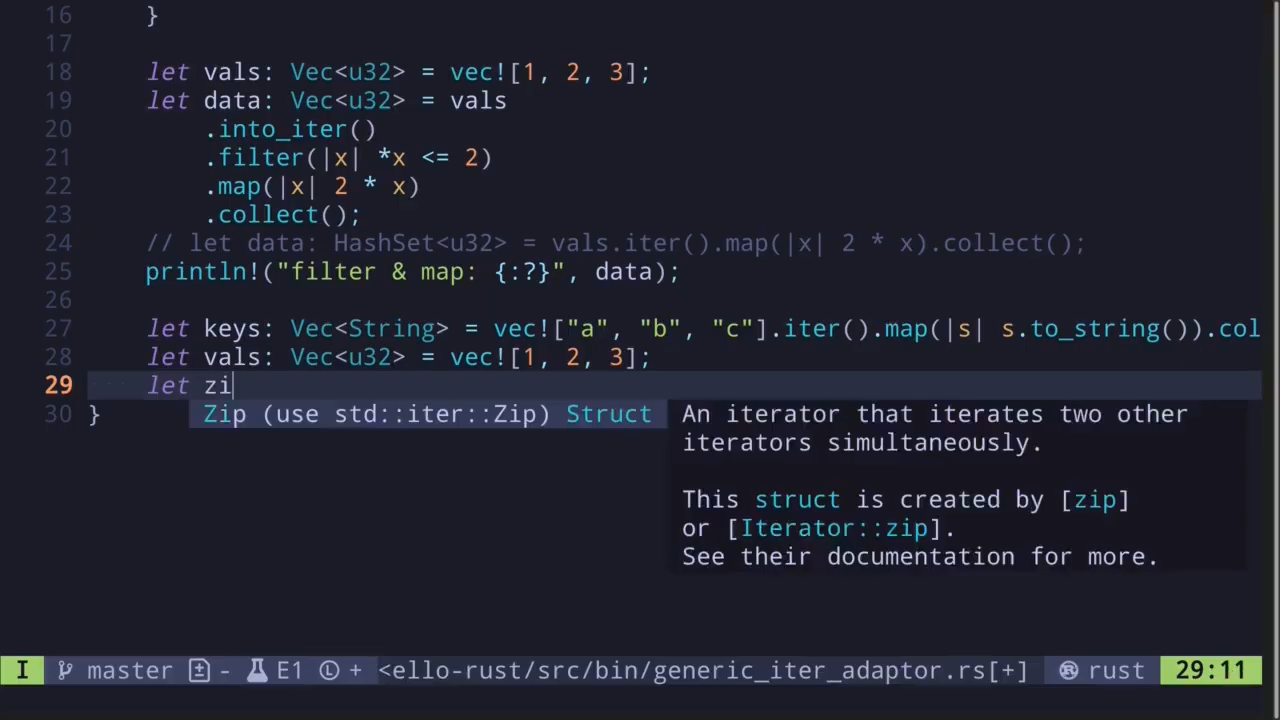 16     }
17
18     let vals: Vec<u32> = vec![1, 2, 3];
19     let data: Vec<u32> = vals
20         .into_iter()
21         .filter(|x| *x <= 2)
22         .map(|x| 2 * x)
23         .collect();
24     // let data: HashSet<u32> = vals.iter().map(|x| 2 * x).collect();
25     println!("filter & map: {:?}", data);
26
27     let keys: Vec<String> = vec!["a", "b", "c"].iter().map(|s| s.to_string()).col
28     let vals: Vec<u32> = vec![1, 2, 3];
29     let zi
30 }
Zip (use std::iter::Zip) Struct
An iterator that iterates two other
iterators simultaneously.
This struct is created by [zip]
or [Iterator::zip].
See their documentation for more.
I master - E1 + <ello-rust/src/bin/generic_iter_adaptor.rs[+] rust 29:11